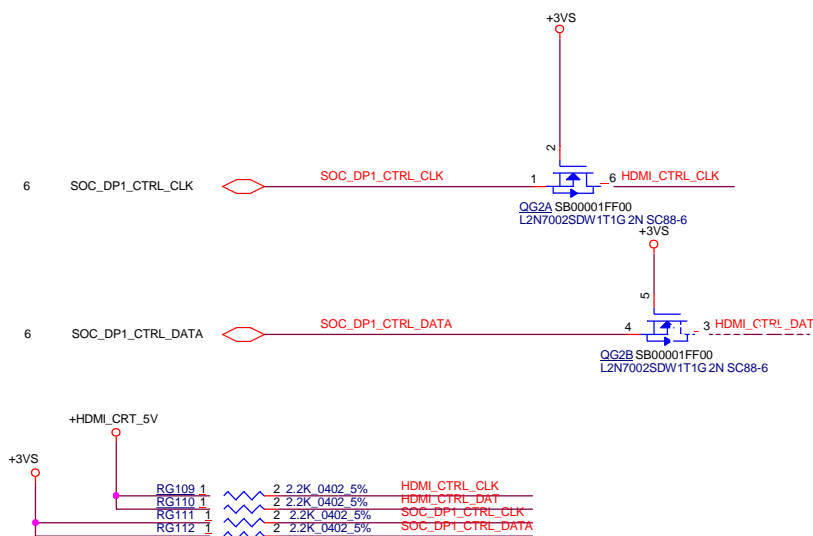 +3VS
2
6 SOC_DP1_CTRL_CLK SOC_DP1_CTRL_CLK 1 6 HDMI_CTRL_CLK
QG2A SB00001FF00
L2N7002SDW1T1G 2N SC88-6
+3VS
5
6 SOC_DP1_CTRL_DATA SOC_DP1_CTRL_DATA 4 3 HDMI_CTRL_DAT
QG2B SB00001FF00
L2N7002SDW1T1G 2N SC88-6
+HDMI_CRT_5V
+3VS
RG109 1 2 2.2K_0402_5% HDMI_CTRL_CLK
RG110 1 2 2.2K_0402_5% HDMI_CTRL_DAT
RG111 1 2 2.2K_0402_5% SOC_DP1_CTRL_CLK
RG112 1 2 2.2K_0402_5% SOC_DP1_CTRL_DATA